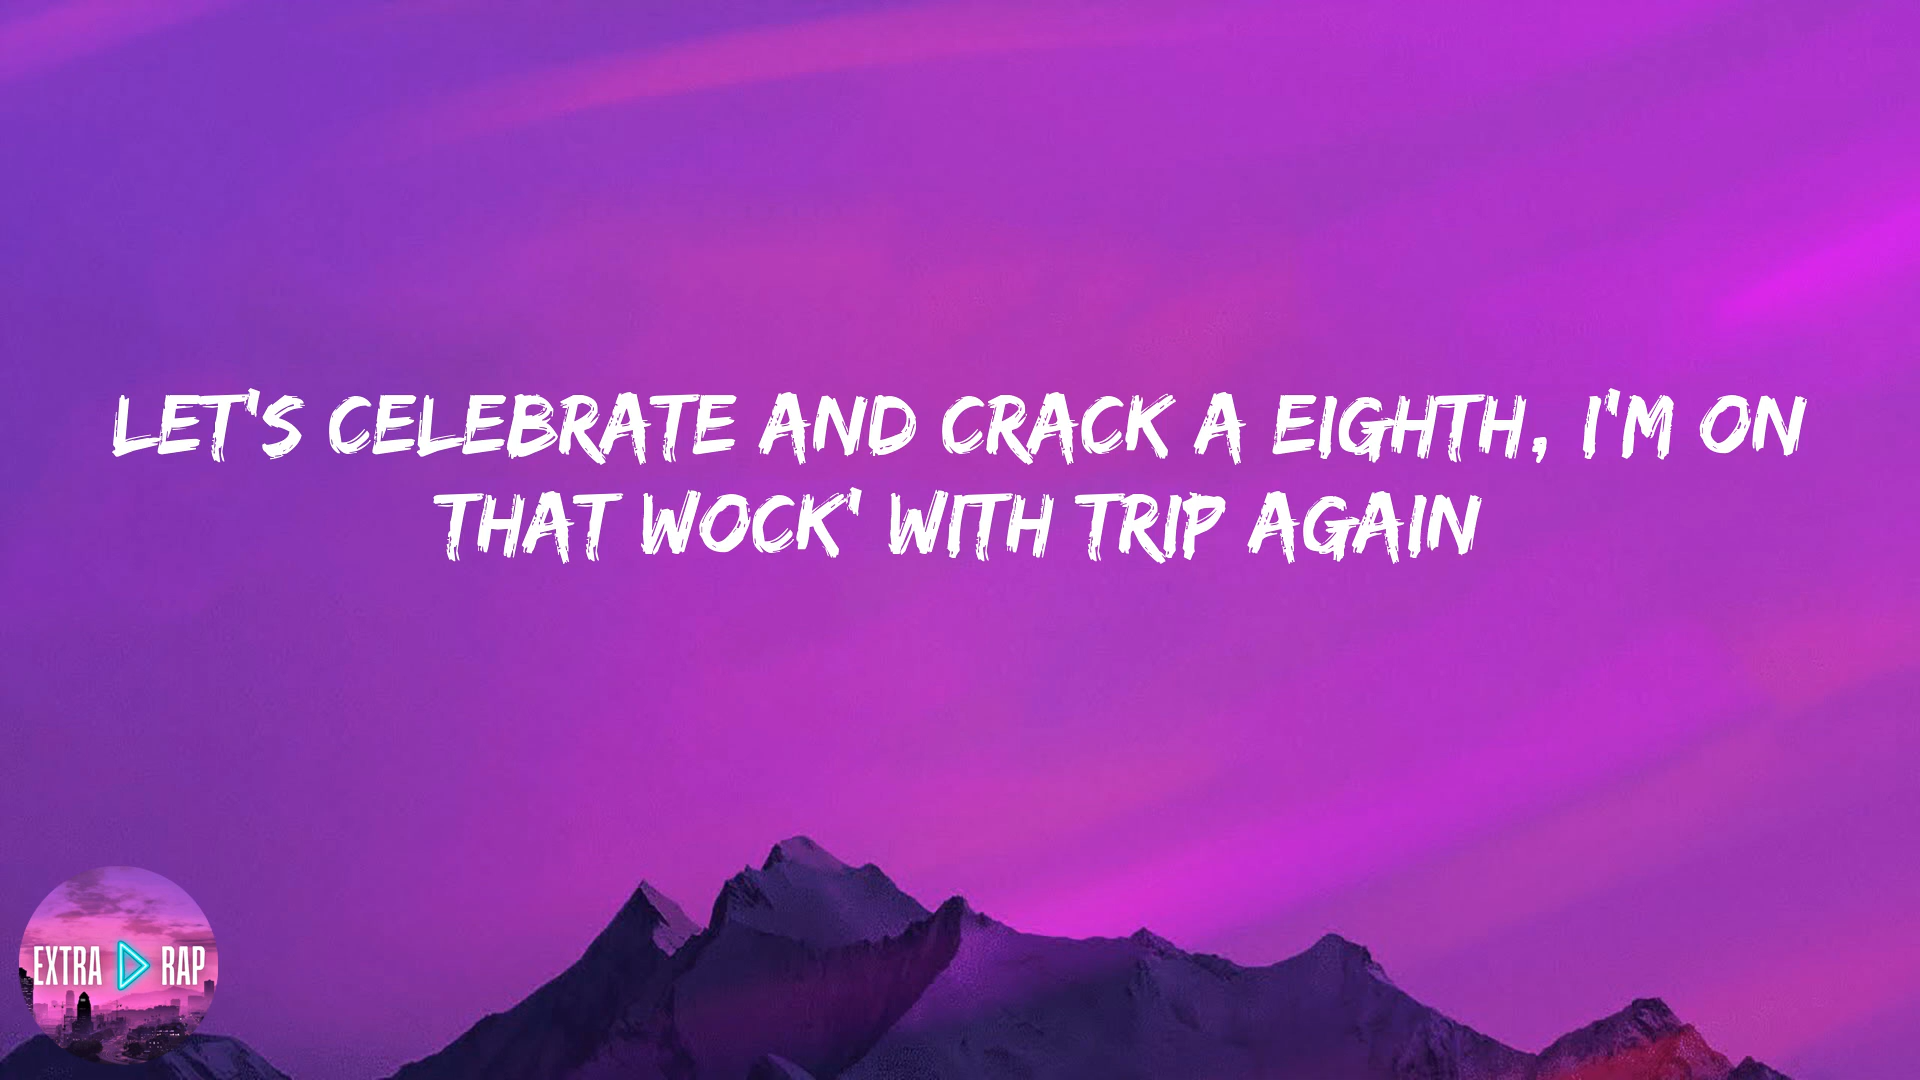 LET'S CELEBRATE AND CRACK A EIGHTH, I'M ON
THAT WOCK' WITH TRIP AGAIN
EXTRA RAP